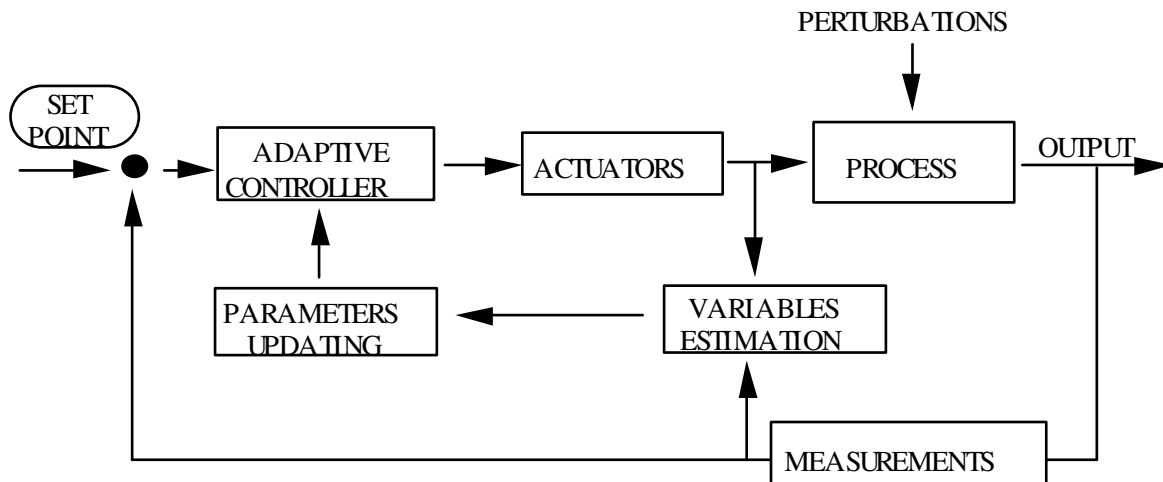 PERTURBATIONS
SET
POINT
ADAPTIVE
CONTROLLER
ACTUATORS
PROCESS
OUTPUT
PARAMETERS
UPDATING
VARIABLES
ESTIMATION
MEASUREMENTS